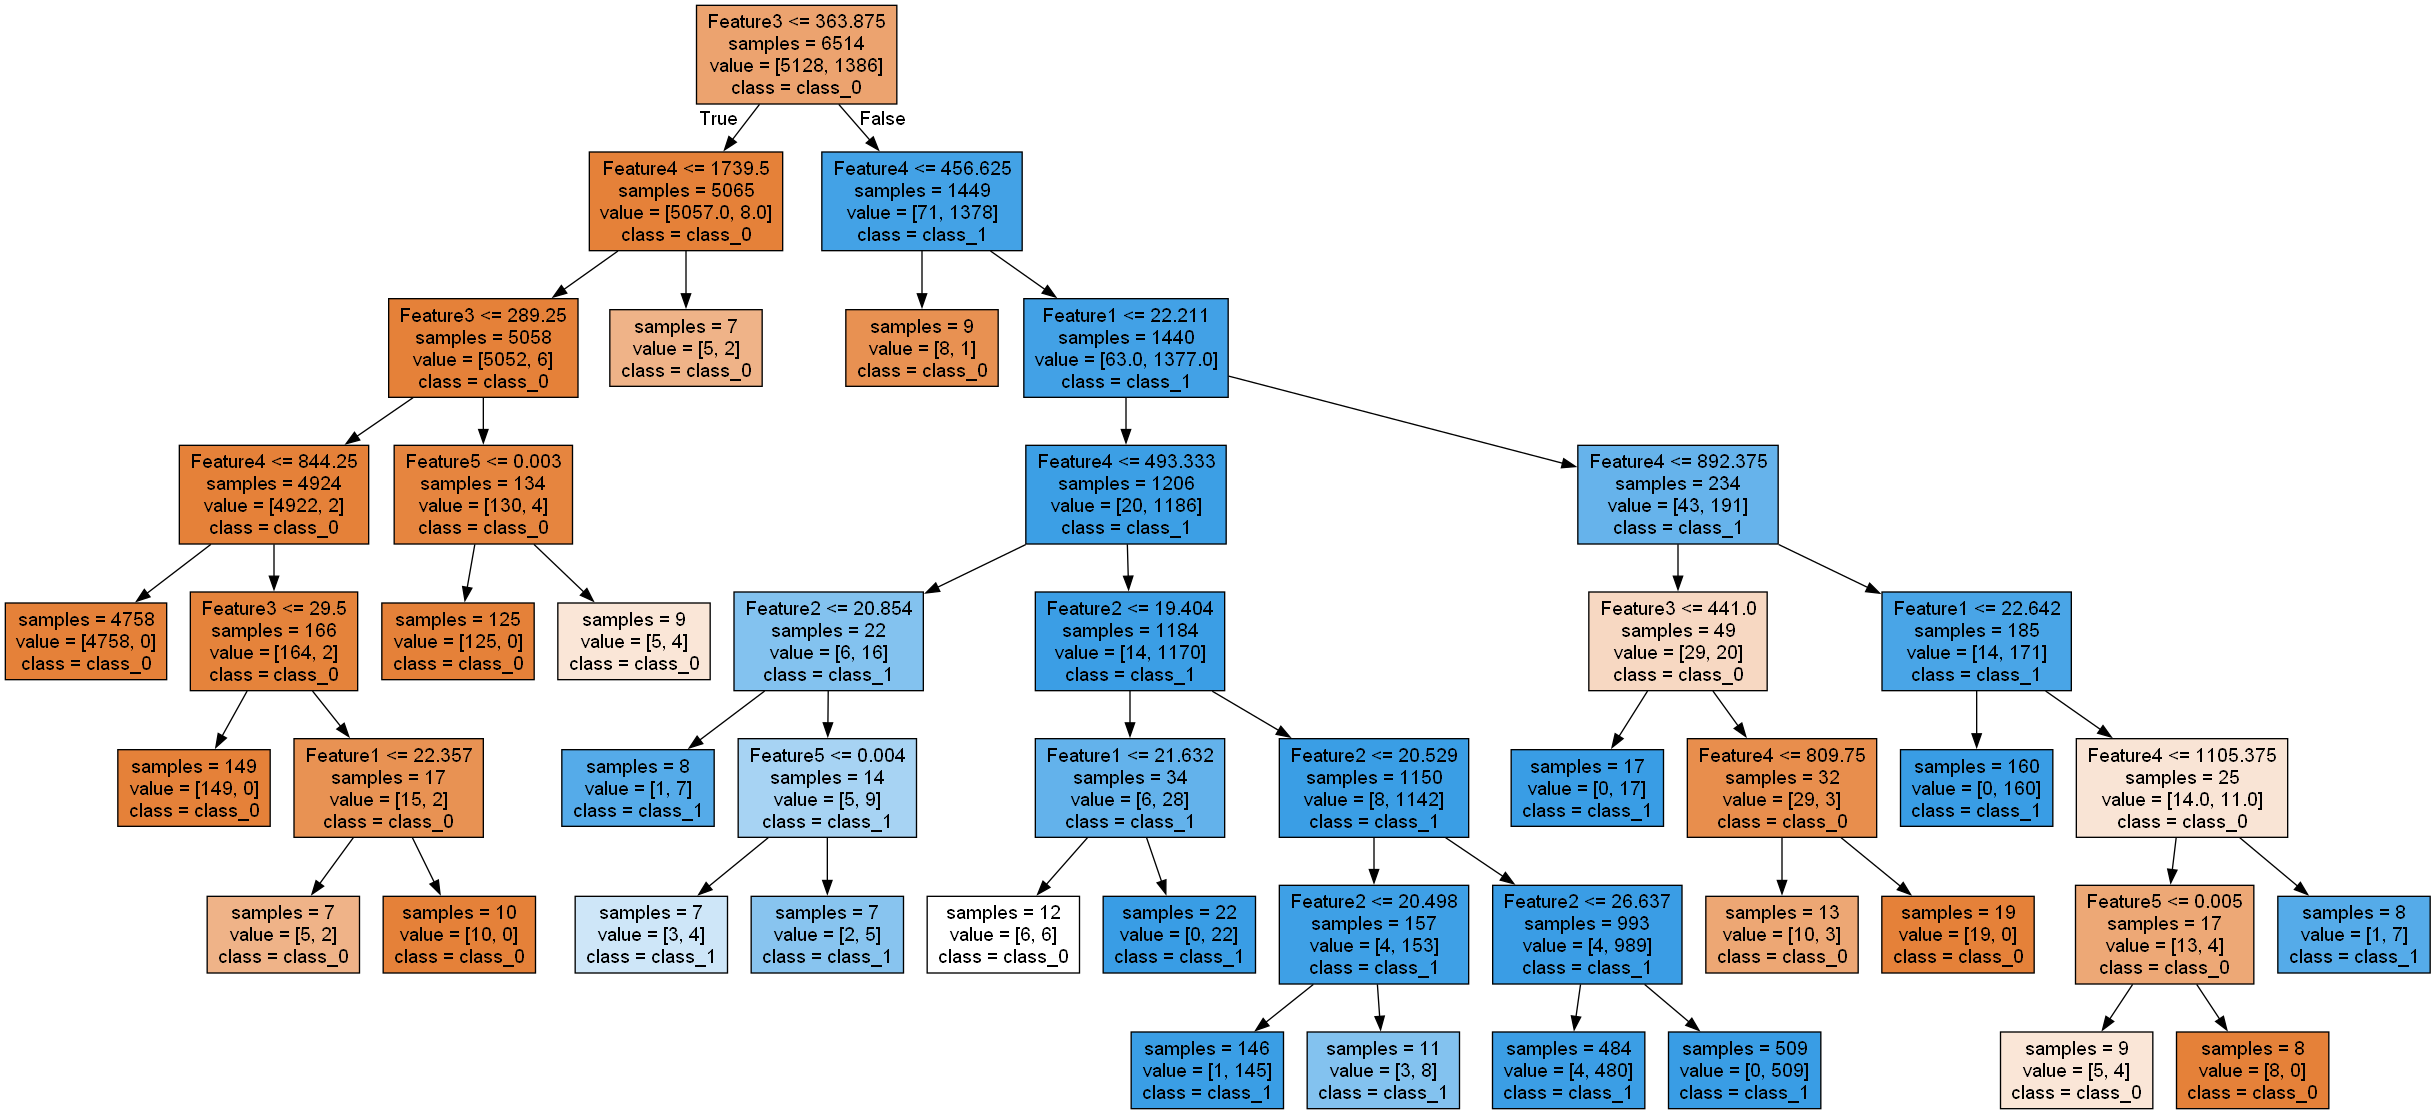 Feature3 <= 363.875
samples = 6514
value = [5128, 1386]
class = class_0
True
False
Feature4 <= 1739.5
samples = 5065
value = [5057.0, 8.0]
class = class_0
Feature4 <= 456.625
samples = 1449
value = [71, 1378]
class = class_1
Feature3 <= 289.25
samples = 5058
value = [5052, 6]
class = class_0
samples = 7
value = [5, 2]
class = class_0
samples = 9
value = [8, 1]
class = class_0
Feature1 <= 22.211
samples = 1440
value = [63.0, 1377.0]
class = class_1
Feature4 <= 844.25
samples = 4924
value = [4922, 2]
class = class_0
Feature5 <= 0.003
samples = 134
value = [130, 4]
class = class_0
Feature4 <= 493.333
samples = 1206
value = [20, 1186]
class = class_1
Feature4 <= 892.375
samples = 234
value = [43, 191]
class = class_1
samples = 4758
value = [4758, 0]
class = class_0
Feature3 <= 29.5
samples = 166
value = [164, 2]
class = class_0
samples = 125
value = [125, 0]
class = class_0
samples = 9
value = [5, 4]
class = class_0
Feature2 <= 20.854
samples = 22
value = [6, 16]
class = class_1
Feature2 <= 19.404
samples = 1184
value = [14, 1170]
class = class_1
Feature3 <= 441.0
samples = 49
value = [29, 20]
class = class_0
Feature1 <= 22.642
samples = 185
value = [14, 171]
class = class_1
samples = 149
value = [149, 0]
class = class_0
Feature1 <= 22.357
samples = 17
value = [15, 2]
class = class_0
samples = 8
value = [1, 7]
class = class_1
Feature5 <= 0.004
samples = 14
value = [5, 9]
class = class_1
Feature1 <= 21.632
samples = 34
value = [6, 28]
class = class_1
Feature2 <= 20.529
samples = 1150
value = [8, 1142]
class = class_1
samples = 17
value = [0, 17]
class = class_1
Feature4 <= 809.75
samples = 32
value = [29, 3]
class = class_0
samples = 160
value = [0, 160]
class = class_1
Feature4 <= 1105.375
samples = 25
value = [14.0, 11.0]
class = class_0
samples = 7
value = [5, 2]
class = class_0
samples = 10
value = [10, 0]
class = class_0
samples = 7
value = [3, 4]
class = class_1
samples = 7
value = [2, 5]
class = class_1
samples = 12
value = [6, 6]
class = class_0
samples = 22
value = [0, 22]
class = class_1
Feature2 <= 20.498
samples = 157
value = [4, 153]
class = class_1
Feature2 <= 26.637
samples = 993
value = [4, 989]
class = class_1
samples = 13
value = [10, 3]
class = class_0
samples = 19
value = [19, 0]
class = class_0
Feature5 <= 0.005
samples = 17
value = [13, 4]
class = class_0
samples = 8
value = [1, 7]
class = class_1
samples = 146
value = [1, 145]
class = class_1
samples = 11
value = [3, 8]
class = class_1
samples = 484
value = [4, 480]
class = class_1
samples = 509
value = [0, 509]
class = class_1
samples = 9
value = [5, 4]
class = class_0
samples = 8
value = [8, 0]
class = class_0